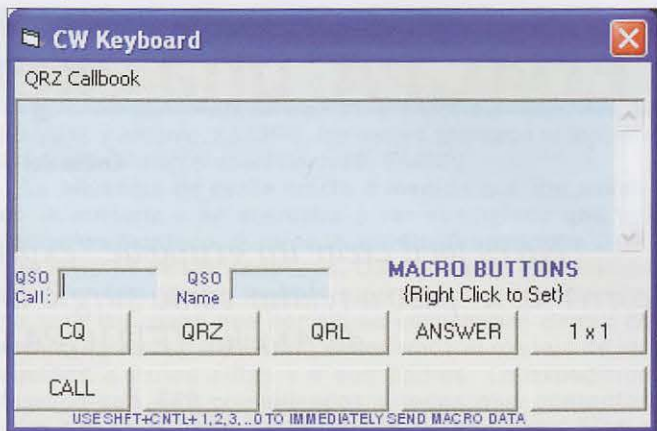 CW Keyboard
QRZ Callbook
QSO Call:
QSO Name
MACRO BUTTONS
(Right Click to Set)
CQ QRZ QRL ANSWER 1 x 1
CALL
USE SHFT+CNTL+ 1,2,3,..0 TO IMMEDIATELY SEND MACRO DATA